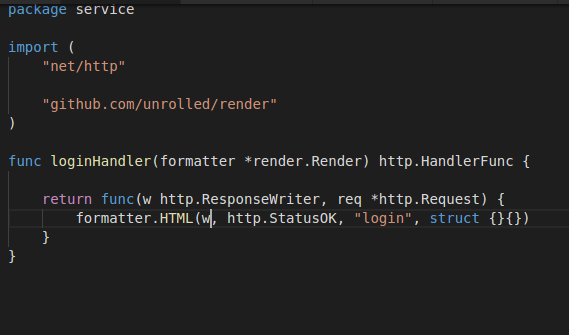 package service
import (
"net/http"
"github.com/unrolled/render"
)
func loginHandler(formatter *render.Render) http.HandlerFunc {
return func(w http.ResponseWriter, req *http.Request) {
formatter.HTML(w, http.StatusOK, "login", struct {}{})
}
}